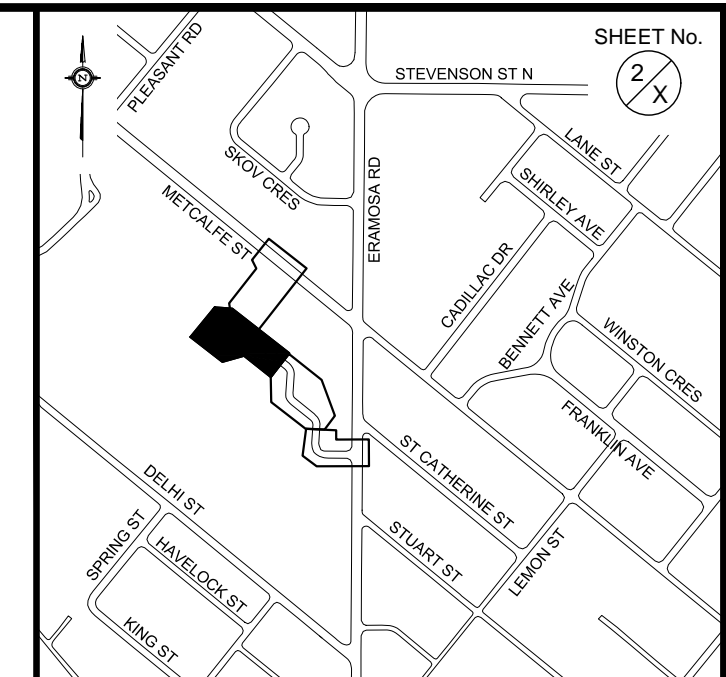 SHEET No.
2
X
PLEASANT RD
STEVENSON ST N
LANE ST
SKOV CRES
ERAMOSA RD
SHIRLEY AVE
METCALFE ST
CADILLAC DR
BENNETT AVE
WINSTON CRES
FRANKLIN AVE
ST CATHERINE ST
DELHI ST
STUART ST
LEMON ST
SPRING ST
HAVELOCK ST
KING ST
N